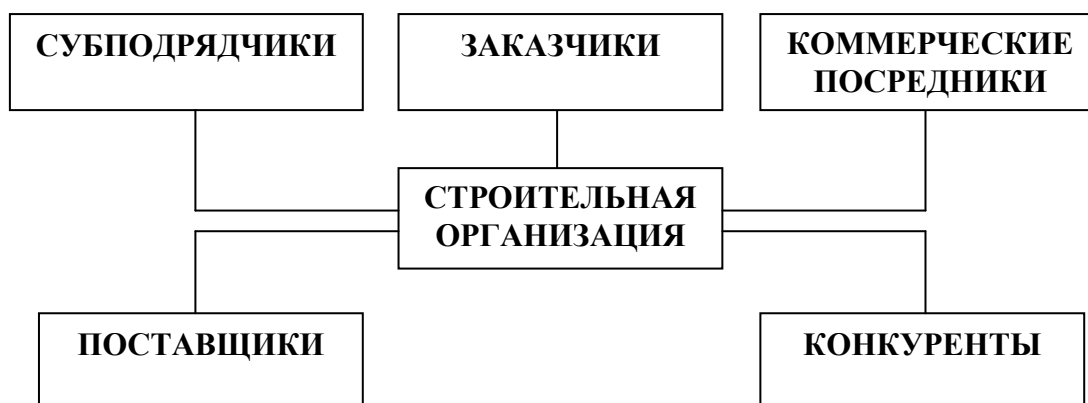 СУБПОДРЯДЧИКИ
ЗАКАЗЧИКИ
КОММЕРЧЕСКИЕ
ПОСРЕДНИКИ
СТРОИТЕЛЬНАЯ
ОРГАНИЗАЦИЯ
ПОСТАВЩИКИ
КОНКУРЕНТЫ